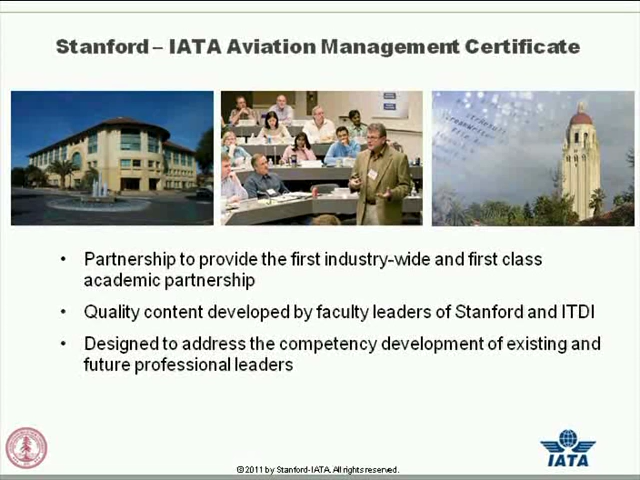 Stanford – IATA Aviation Management Certificate
• Partnership to provide the first industry-wide and first class
academic partnership
• Quality content developed by faculty leaders of Stanford and ITDI
• Designed to address the competency development of existing and
future professional leaders
©2011 by Stanford-IATA. All rights reserved.
IATA